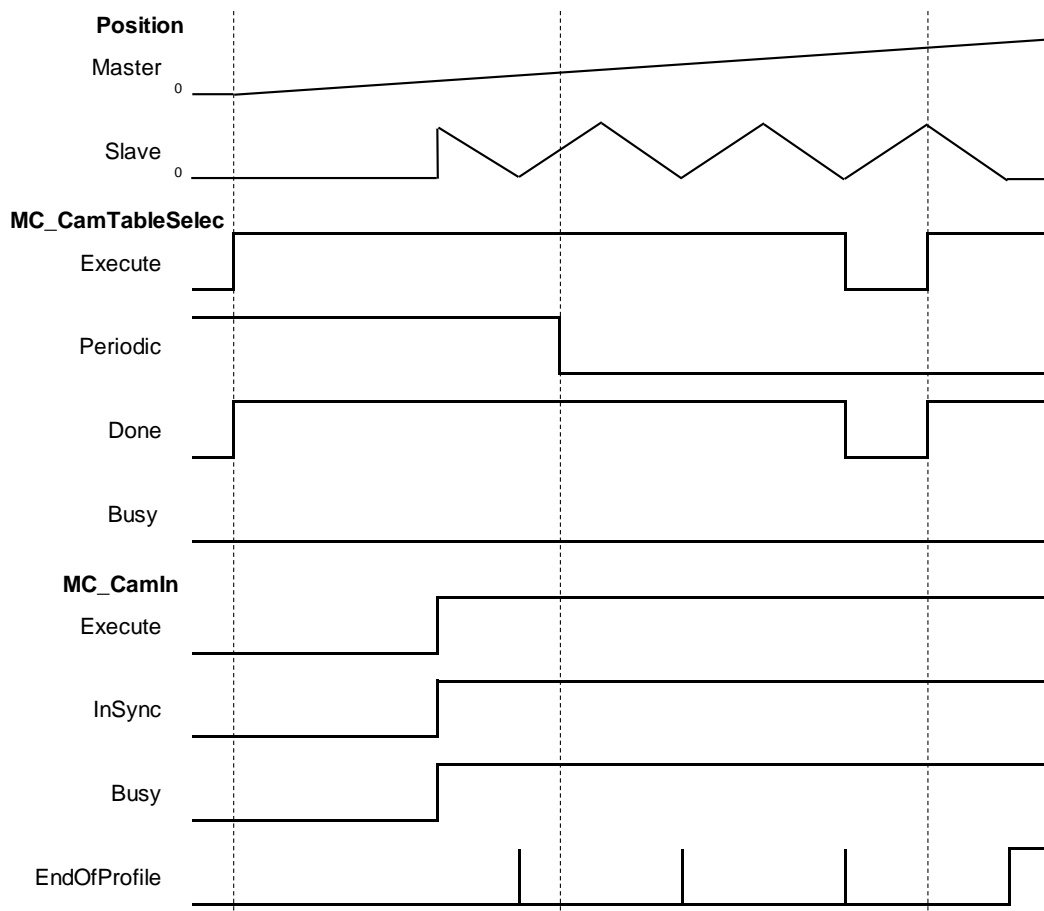 Position
Master
0
Slave
0
MC_CamTableSelec
Execute
Periodic
Done
Busy
MC_CamIn
Execute
InSync
Busy
EndOfProfile